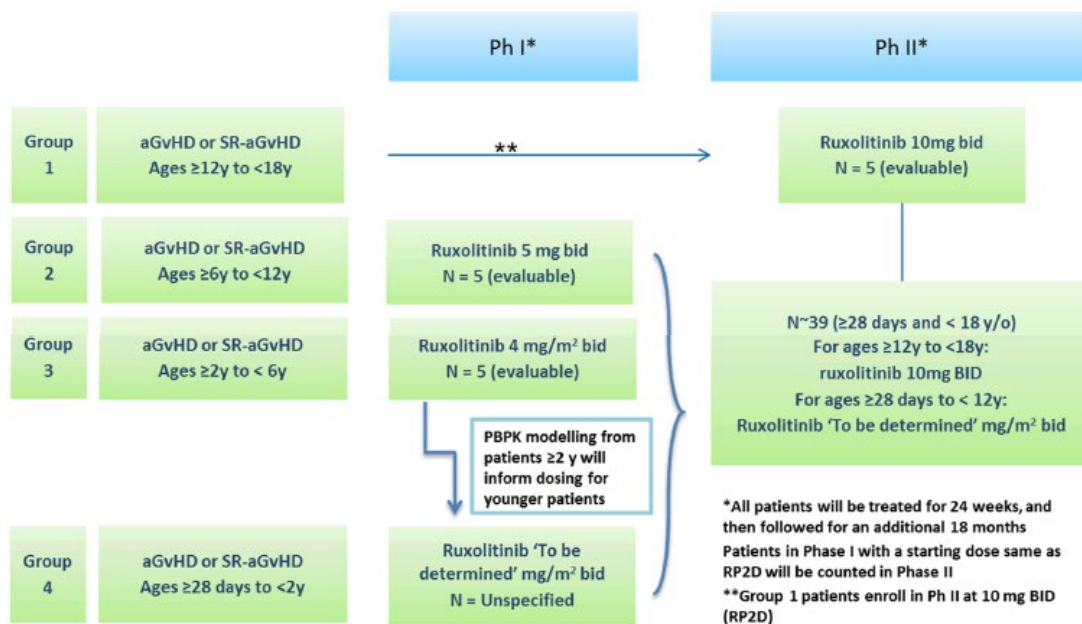 Ph I*
Ph II*
Group
1
aGvHD or SR-aGvHD
Ages ≥12y to <18y
**
Ruxolitinib 10mg bid
N = 5 (evaluable)
Group
2
aGvHD or SR-aGvHD
Ages ≥6y to <12y
Ruxolitinib 5 mg bid
N = 5 (evaluable)
Group
3
aGvHD or SR-aGvHD
Ages ≥2y to < 6y
Ruxolitinib 4 mg/m² bid
N = 5 (evaluable)
N~39 (≥28 days and < 18 y/o)
For ages ≥12y to <18y:
ruxolitinib 10mg BID
For ages ≥28 days to < 12y:
Ruxolitinib ‘To be determined’ mg/m² bid
PBPK modelling from
patients ≥2 y will
inform dosing for
younger patients
Group
4
aGvHD or SR-aGvHD
Ages ≥28 days to <2y
Ruxolitinib ‘To be
determined’ mg/m² bid
N = Unspecified
*All patients will be treated for 24 weeks, and
then followed for an additional 18 months
Patients in Phase I with a starting dose same as
RP2D will be counted in Phase II
**Group 1 patients enroll in Ph II at 10 mg BID
(RP2D)